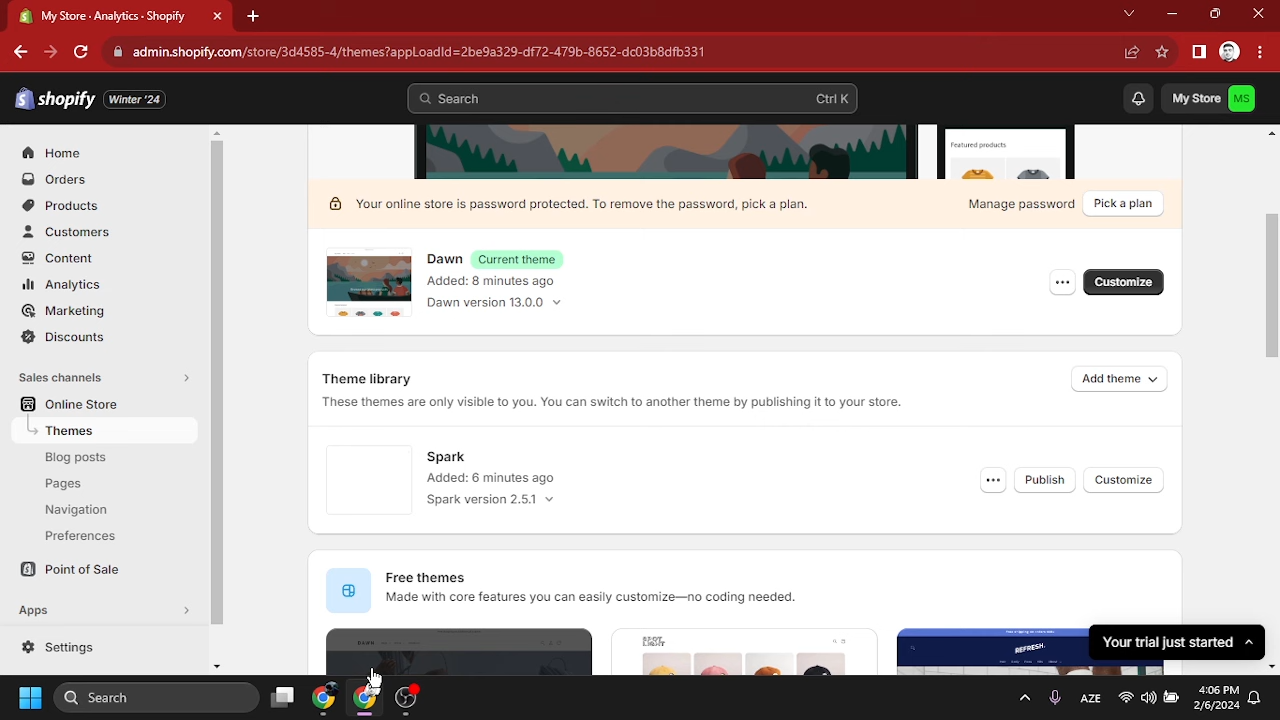 My Store · Analytics · Shopify
admin.shopify.com/store/3d4585-4/themes?appLoadId=2be9a329-df72-479b-8652-dc03b8dfb331
shopify Winter '24 Search Ctrl K My Store MS
Home
Orders
Products
Customers
Content
Analytics
Marketing
Discounts
Sales channels
Online Store
Themes
Blog posts
Pages
Navigation
Preferences
Point of Sale
Apps
Settings
Featured products
Your online store is password protected. To remove the password, pick a plan. Manage password Pick a plan
Dawn Current theme
Added: 8 minutes ago
Dawn version 13.0.0
Customize
Theme library
Add theme
These themes are only visible to you. You can switch to another theme by publishing it to your store.
Spark
Added: 6 minutes ago
Spark version 2.5.1
Publish Customize
Free themes
Made with core features you can easily customize—no coding needed.
DAWN
SPOT
LIGHT
REFRESH.
Your trial just started
Search
AZE
4:06 PM
2/6/2024